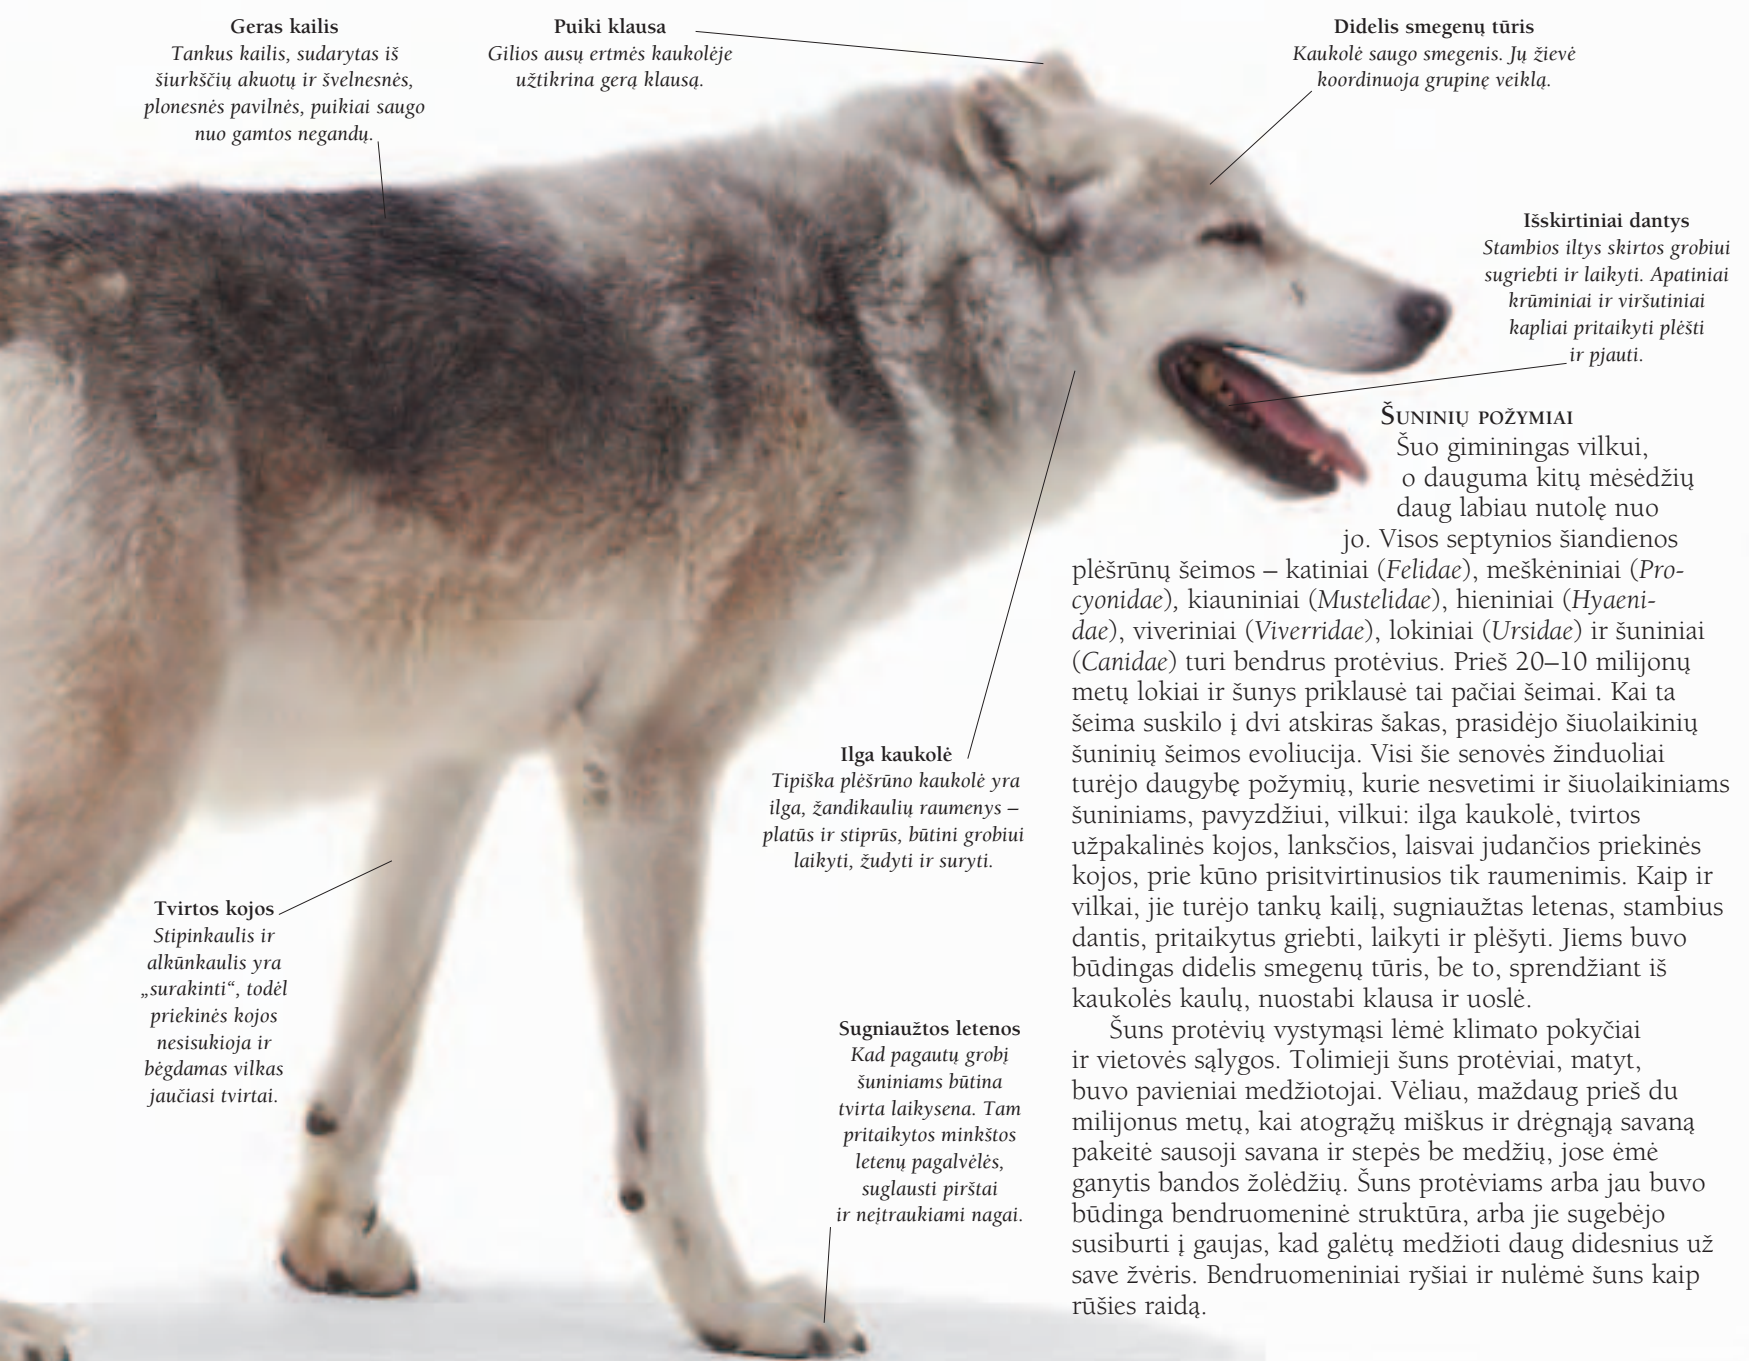 Geras kailis
Tankus kailis, sudarytas iš
šiurkščių akuotų ir švelnesnės,
plonesnės pavilnės, puikiai saugo
nuo gamtos negandų.
Puiki klausa
Gilios ausų ertmės kaukolėje
užtikrina gerą klausą.
Didelis smegenų tūris
Kaukolė saugo smegenis. Jų žievė
koordinuoja grupinę veiklą.
Išskirtiniai dantys
Stambios iltys skirtos grobiui
sugriebti ir laikyti. Apatiniai
krūminiai ir viršutiniai
kapliai pritaikyti plėšti
ir pjauti.
Ilga kaukolė
Tipiška plėšrūno kaukolė yra
ilga, žandikaulių raumenys –
platūs ir stiprūs, būtini grobiui
laikyti, žudyti ir suryti.
Tvirtos kojos
Stipinkaulis ir
alkūnkaulis yra
„surakinti“, todėl
priekinės kojos
nesisukioja ir
bėgdamas vilkas
jaučiasi tvirtai.
Sugniaužtos letenos
Kad pagautų grobį
šuniniams būtina
tvirta laikysena. Tam
pritaikytos minkštos
letenų pagalvėlės,
suglausti pirštai
ir neįtraukiami nagai.
Šuninių požymiai
Šuo giminingas vilkui,
o dauguma kitų mėsėdžių
daug labiau nutolę nuo
jo. Visos septynios šiandienos
plėšrūnų šeimos – katiniai (Felidae), meškėniniai (Pro-
cyonidae), kiauniniai (Mustelidae), hieniniai (Hyaeni-
dae), viveriniai (Viverridae), lokiniai (Ursidae) ir šuniniai
(Canidae) turi bendrus protėvius. Prieš 20–10 milijonų
metų lokiai ir šunys priklausė tai pačiai šeimai. Kai ta
šeima suskilo į dvi atskiras šakas, prasidėjo šiuolaikinių
šuninių šeimos evoliucija. Visi šie senovės žinduoliai
turėjo daugybę požymių, kurie nesvetimi ir šiuolaikiniams
šuniniams, pavyzdžiui, vilkui: ilga kaukolė, tvirtos
užpakalinės kojos, lanksčios, laisvai judančios priekinės
kojos, prie kūno prisitvirtinusios tik raumenimis. Kaip ir
vilkai, jie turėjo tankų kailį, sugniaužtas letenas, stambius
dantis, pritaikytus griebti, laikyti ir plėšyti. Jiems buvo
būdingas didelis smegenų tūris, be to, sprendžiant iš
kaukolės kaulų, nuostabi klausa ir uoslė.
Šuns protėvių vystymąsi lėmė klimato pokyčiai
ir vietovės sąlygos. Tolimieji šuns protėviai, matyt,
buvo pavieniai medžiotojai. Vėliau, maždaug prieš du
milijonus metų, kai atogrąžų miškus ir drėgnąją savaną
pakeitė sausoji savana ir stepės be medžių, jose ėmė
ganytis bandos žolėdžių. Šuns protėviams arba jau buvo
būdinga bendruomeninė struktūra, arba jie sugebėjo
susiburti į gaujas, kad galėtų medžioti daug didesnius už
save žvėris. Bendruomeniniai ryšiai ir nulėmė šuns kaip
rūšies raidą.